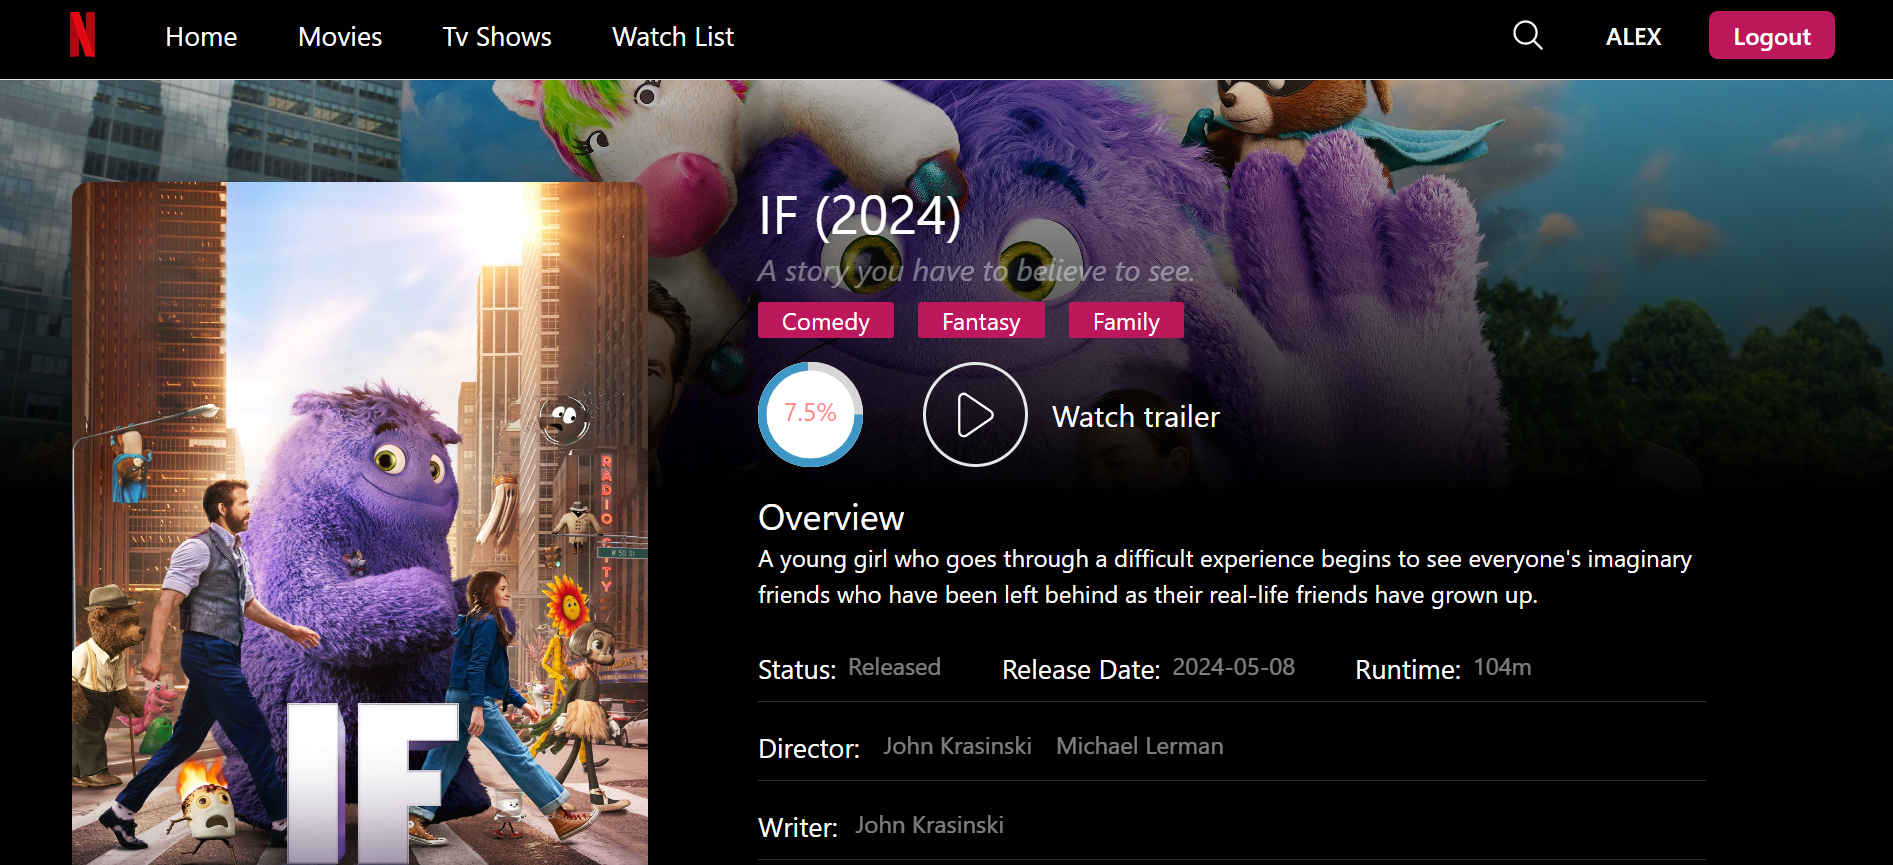 N
Home Movies Tv Shows Watch List ALEX Logout
IF (2024)
A story you have to believe to see.
Comedy Fantasy Family
7.5% Watch trailer
Overview
A young girl who goes through a difficult experience begins to see everyone's imaginary
friends who have been left behind as their real-life friends have grown up.
Status: Released Release Date: 2024-05-08 Runtime: 104m
Director: John Krasinski Michael Lerman
Writer: John Krasinski
RADIO CITY
W 50 St
IF